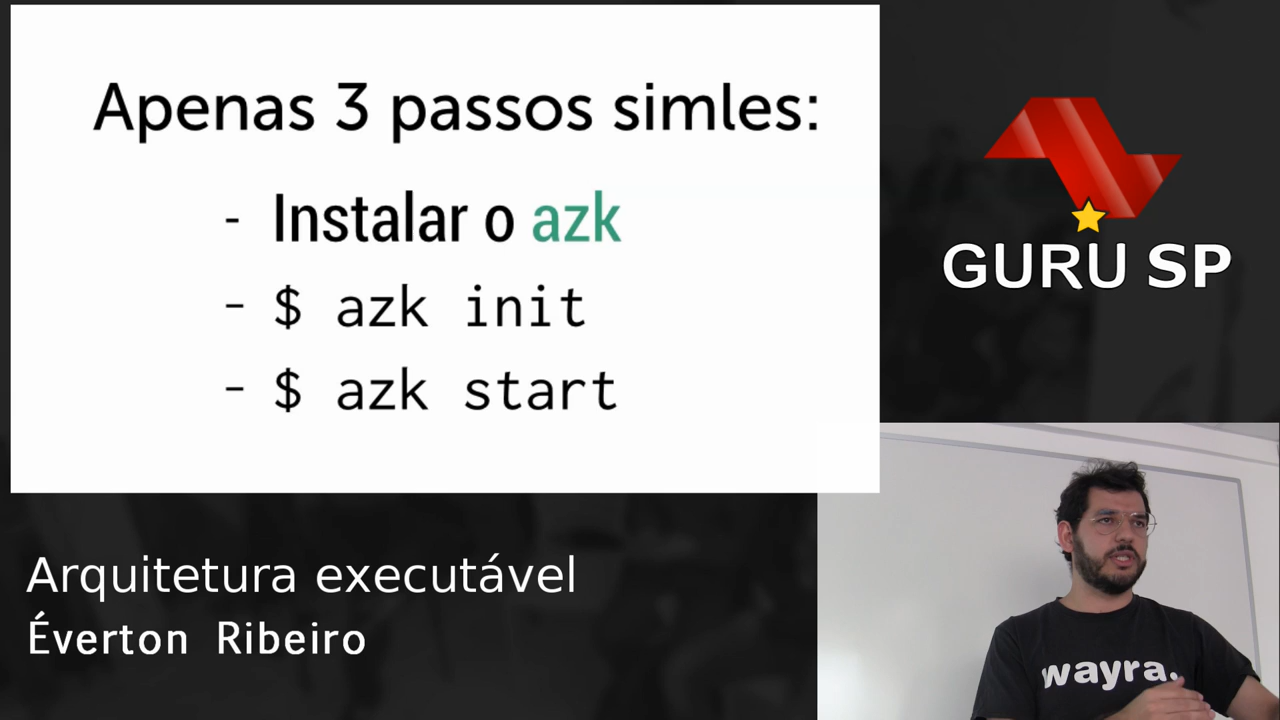 Apenas 3 passos simles:
- Instalar o azk
- $ azk init
- $ azk start
GURU SP
Arquitetura executável
Éverton Ribeiro
wayra.